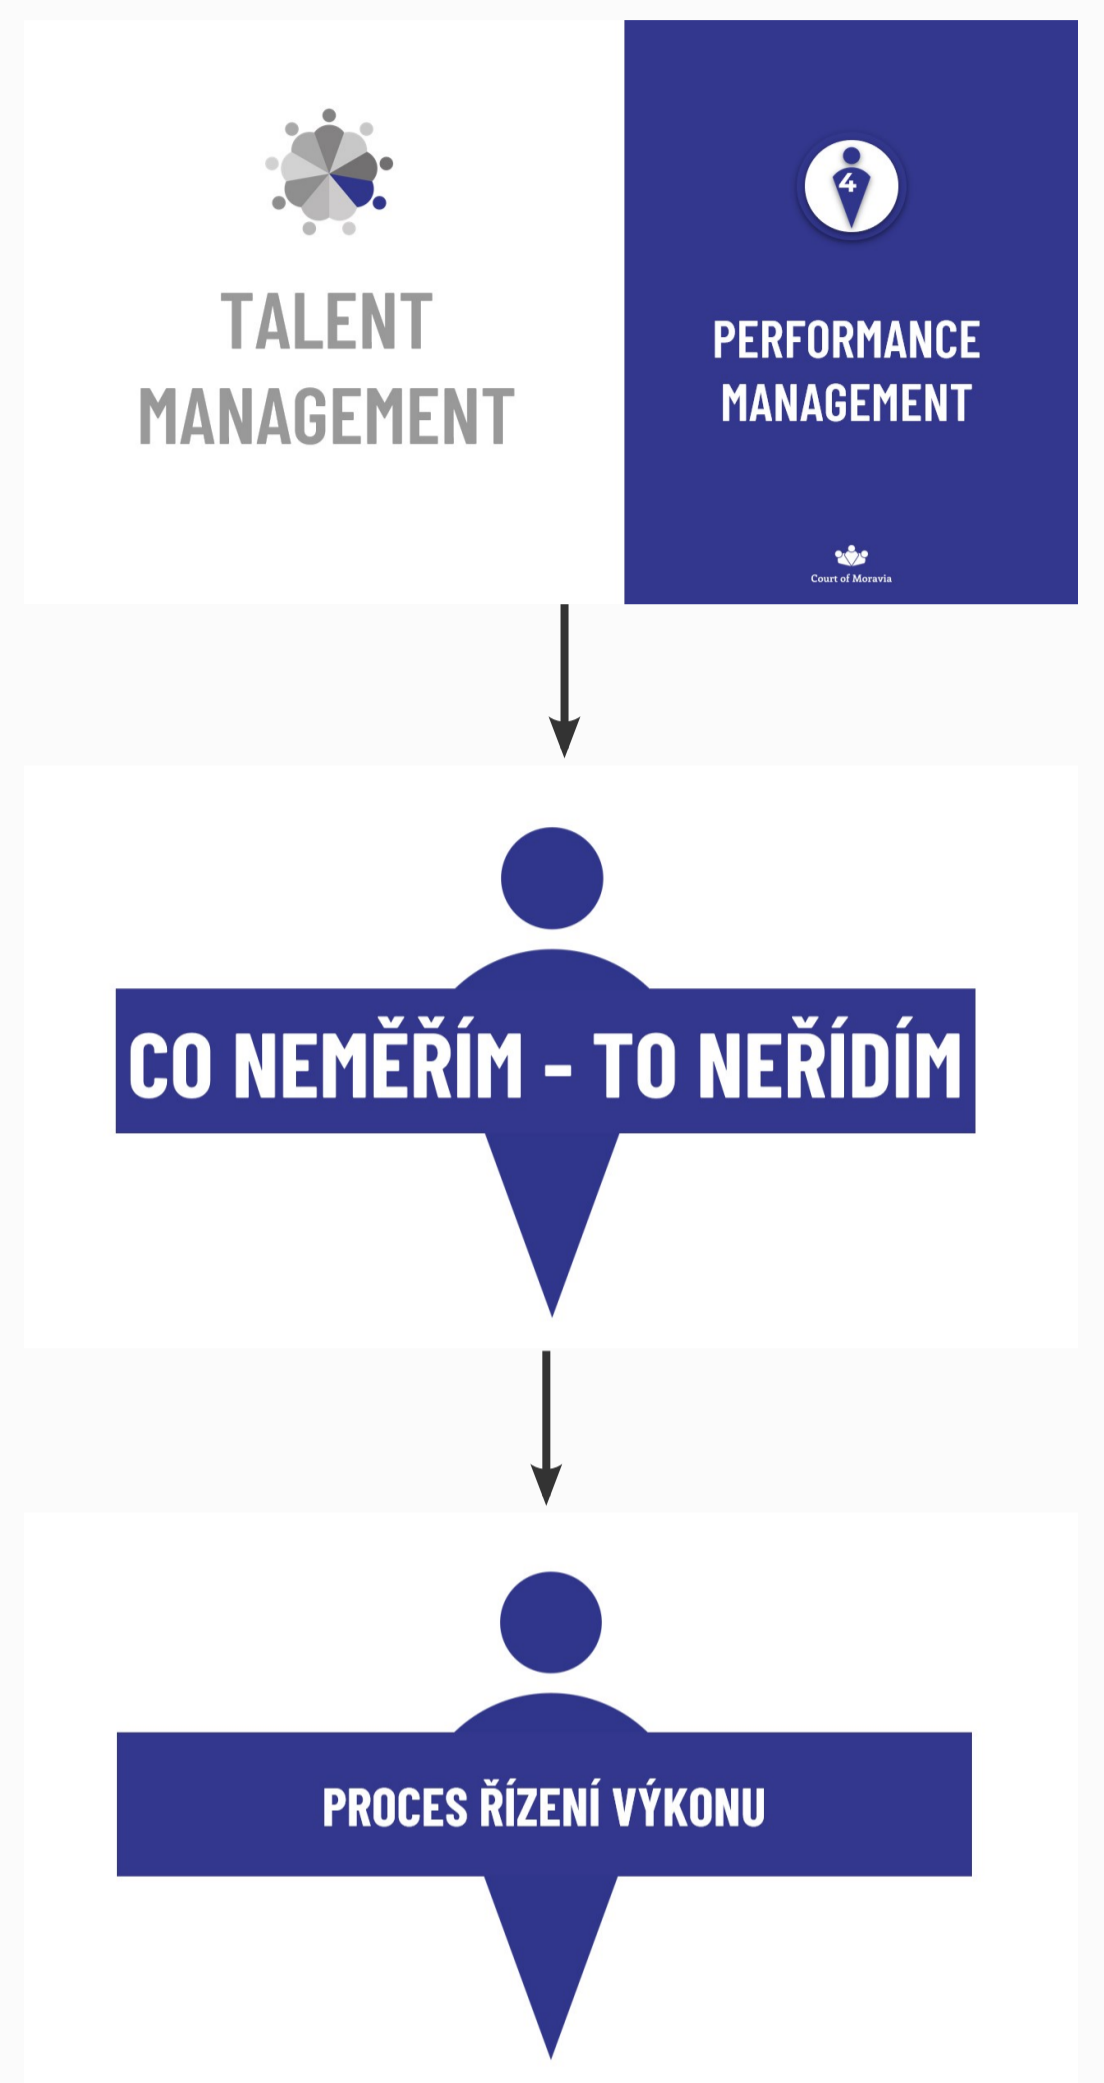 TALENT
MANAGEMENT
4
PERFORMANCE
MANAGEMENT
Court of Moravia
CO NEMĚŘÍM - TO NEŘÍDÍM
PROCES ŘÍZENÍ VÝKONU